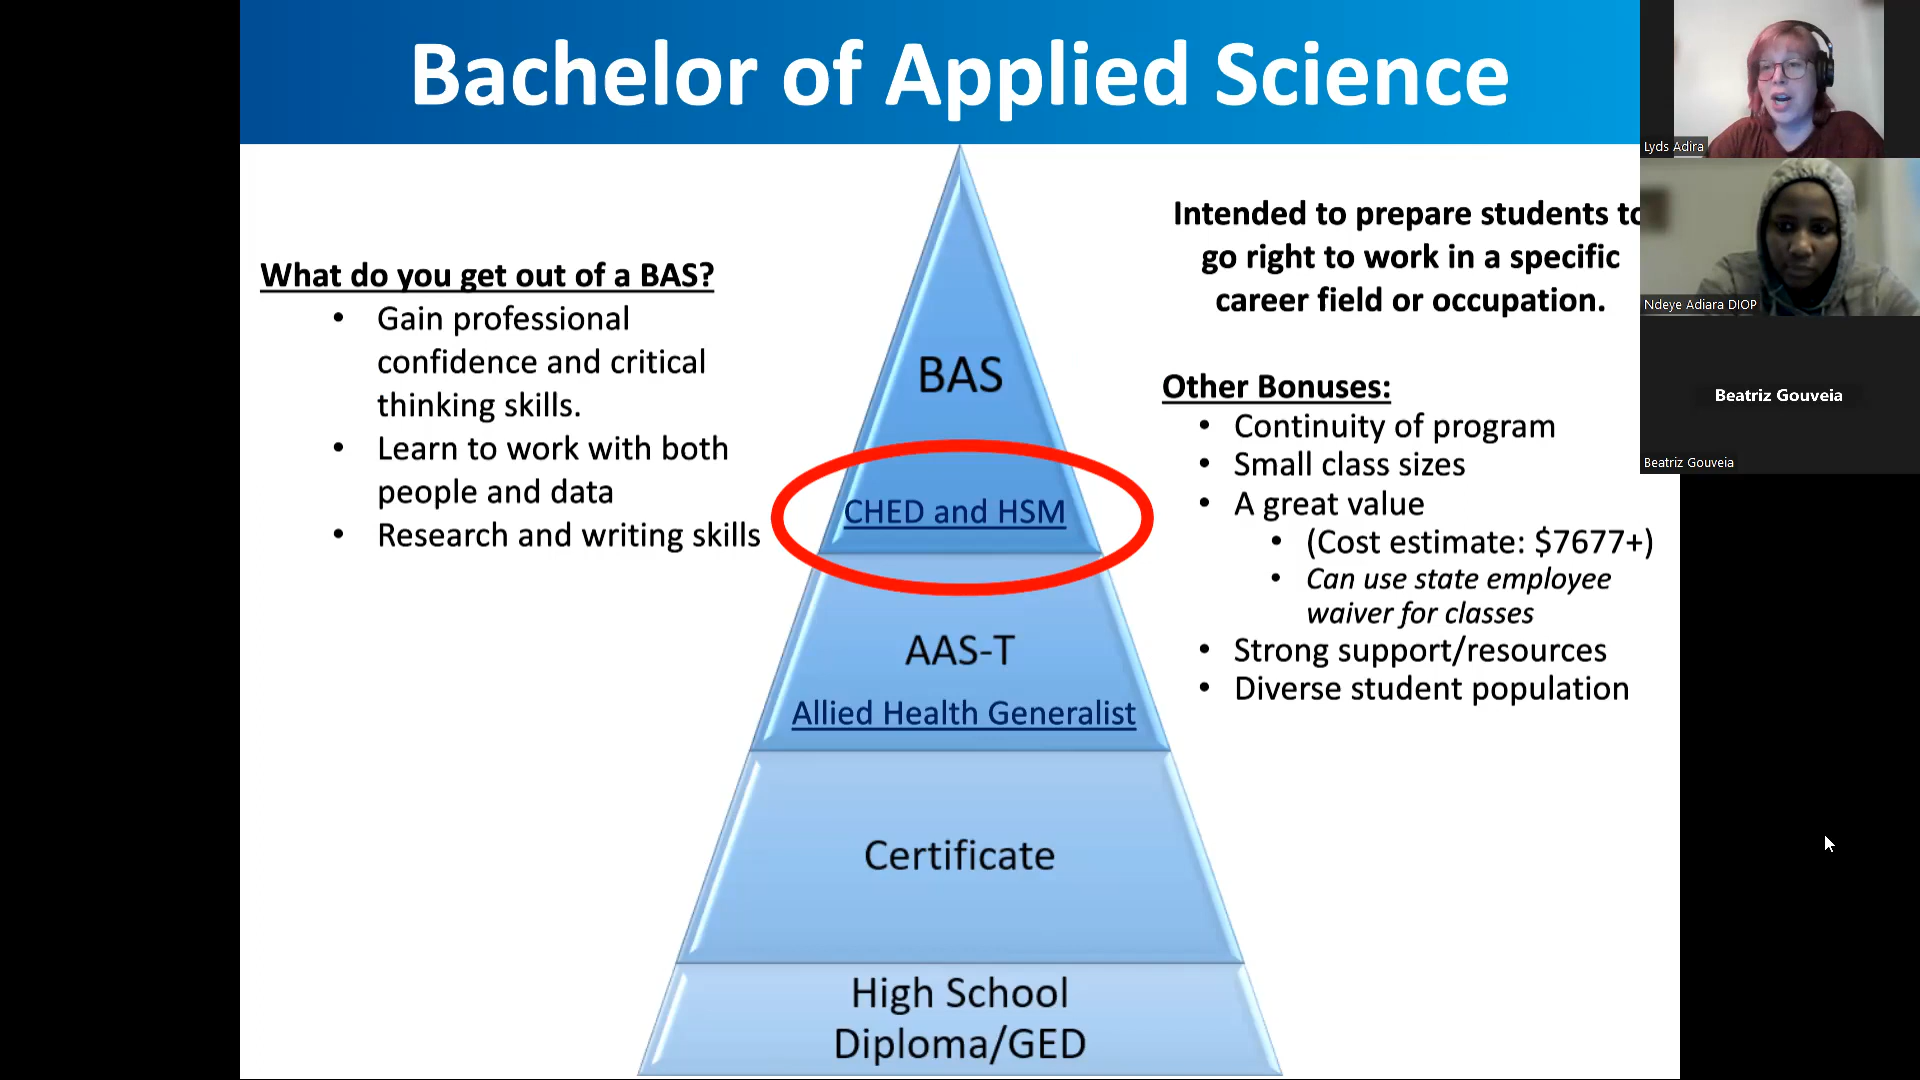 Bachelor of Applied Science
What do you get out of a BAS?
• Gain professional
confidence and critical
thinking skills.
• Learn to work with both
people and data
• Research and writing skills
BAS
CHED and HSM
AAS-T
Allied Health Generalist
Certificate
High School
Diploma/GED
Intended to prepare students to
go right to work in a specific
career field or occupation.
Other Bonuses:
• Continuity of program
• Small class sizes
• A great value
• (Cost estimate: $7677+)
• Can use state employee
waiver for classes
• Strong support/resources
• Diverse student population
Lyds Adira
Ndeye Adiara DIOP
Beatriz Gouveia
Beatriz Gouveia